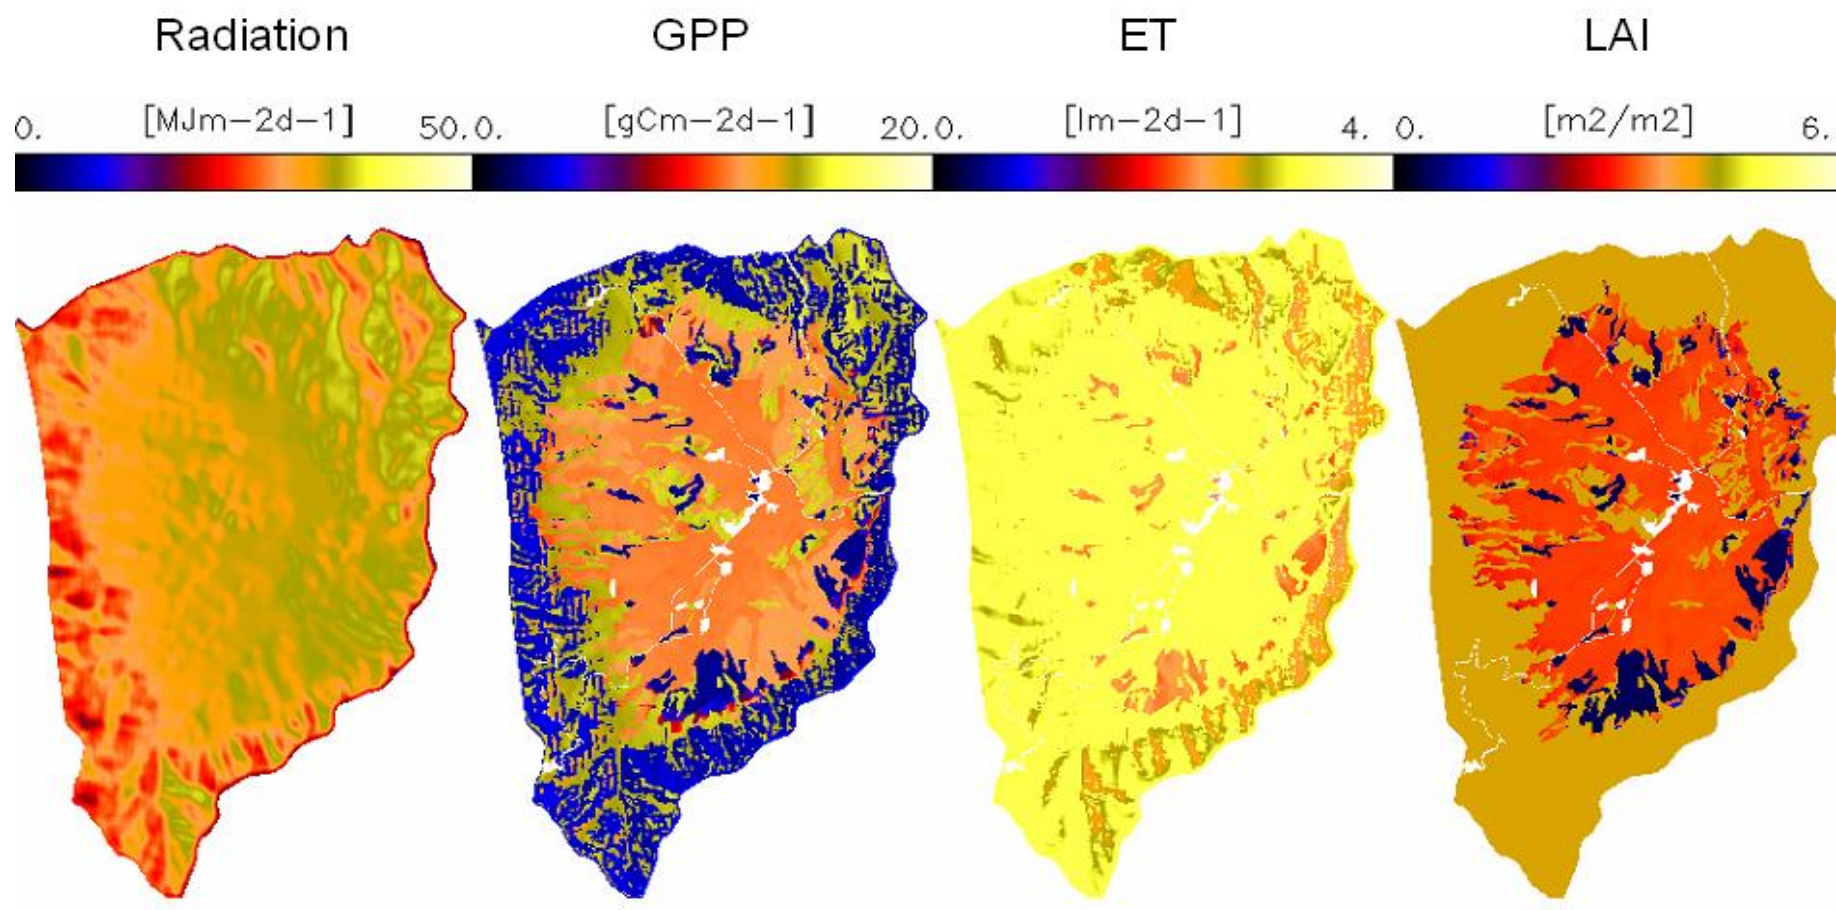 Radiation GPP ET LAI
0. [MJm-2d-1] 50.0. [gCm-2d-1] 20.0. [lm-2d-1] 4. 0. [m2/m2] 6.